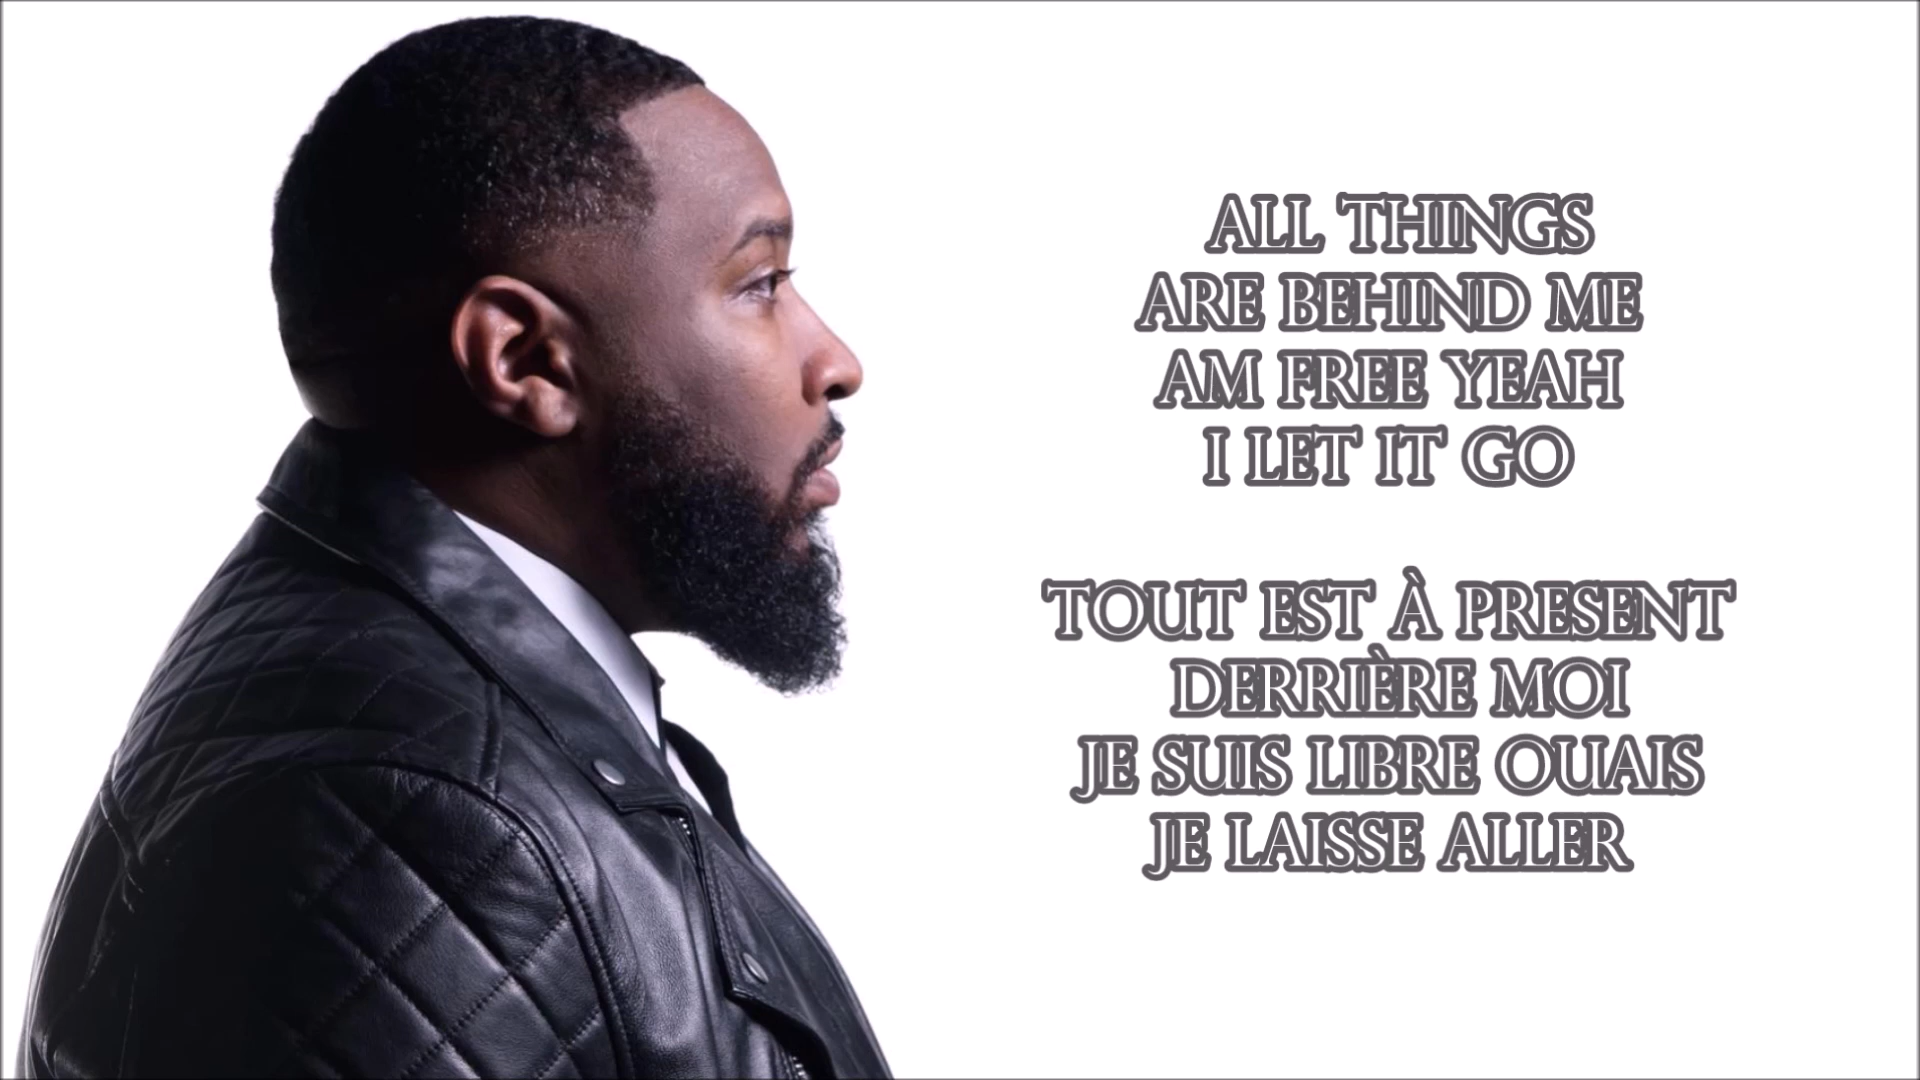 ALL THINGS
ARE BEHIND ME
AM FREE YEAH
I LET IT GO
TOUT EST À PRESENT
DERRIÈRE MOI
JE SUIS LIBRE OUAIS
JE LAISSE ALLER